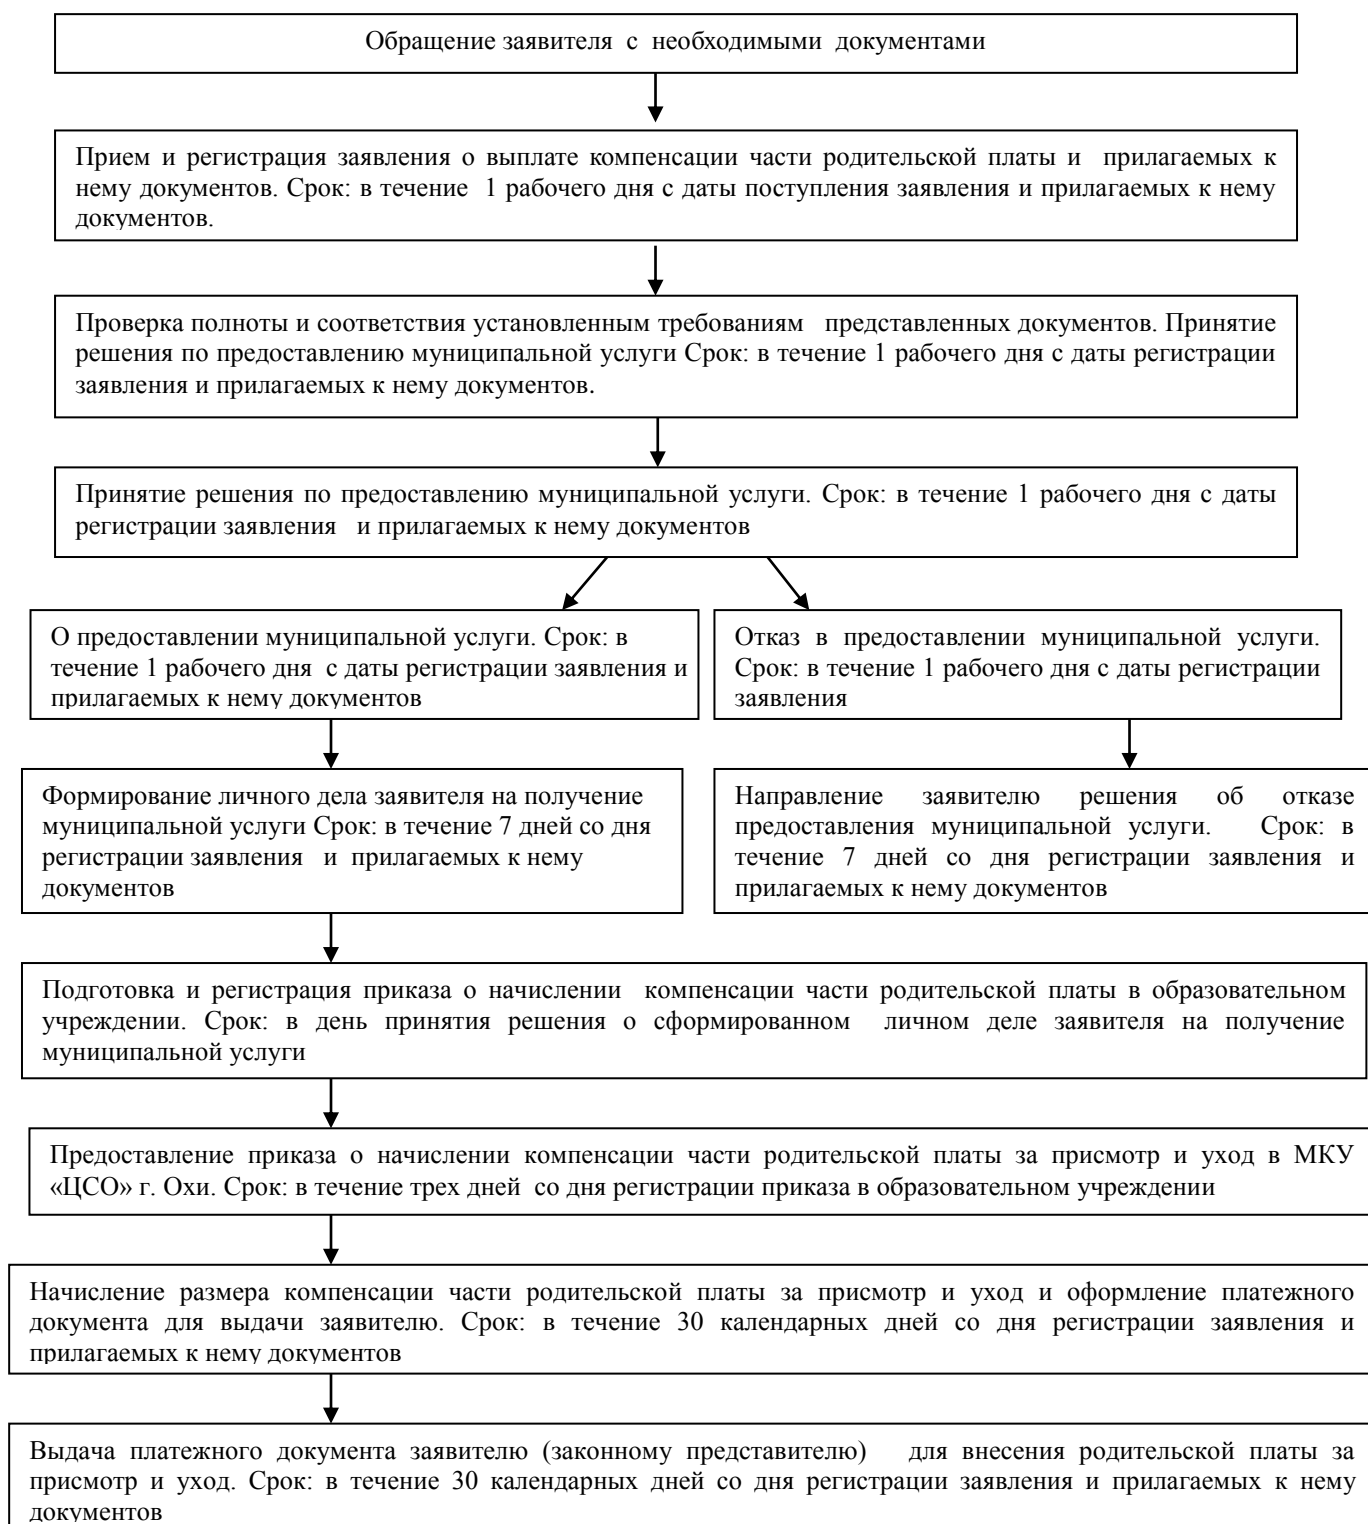 Обращение заявителя с необходимыми документами
Прием и регистрация заявления о выплате компенсации части родительской платы и прилагаемых к
нему документов. Срок: в течение 1 рабочего дня с даты поступления заявления и прилагаемых к нему
документов.
Проверка полноты и соответствия установленным требованиям представленных документов. Принятие
решения по предоставлению муниципальной услуги Срок: в течение 1 рабочего дня с даты регистрации
заявления и прилагаемых к нему документов.
Принятие решения по предоставлению муниципальной услуги. Срок: в течение 1 рабочего дня с даты
регистрации заявления и прилагаемых к нему документов
О предоставлении муниципальной услуги. Срок: в
течение 1 рабочего дня с даты регистрации заявления и
прилагаемых к нему документов
Отказ в предоставлении муниципальной услуги.
Срок: в течение 1 рабочего дня с даты регистрации
заявления
Формирование личного дела заявителя на получение
муниципальной услуги Срок: в течение 7 дней со дня
регистрации заявления и прилагаемых к нему
документов
Направление заявителю решения об отказе
предоставления муниципальной услуги. Срок: в
течение 7 дней со дня регистрации заявления и
прилагаемых к нему документов
Подготовка и регистрация приказа о начислении компенсации части родительской платы в образовательном
учреждении. Срок: в день принятия решения о сформированном личном деле заявителя на получение
муниципальной услуги
Предоставление приказа о начислении компенсации части родительской платы за присмотр и уход в МКУ
«ЦСО» г. Охи. Срок: в течение трех дней со дня регистрации приказа в образовательном учреждении
Начисление размера компенсации части родительской платы за присмотр и уход и оформление платежного
документа для выдачи заявителю. Срок: в течение 30 календарных дней со дня регистрации заявления и
прилагаемых к нему документов
Выдача платежного документа заявителю (законному представителю) для внесения родительской платы за
присмотр и уход. Срок: в течение 30 календарных дней со дня регистрации заявления и прилагаемых к нему
документов